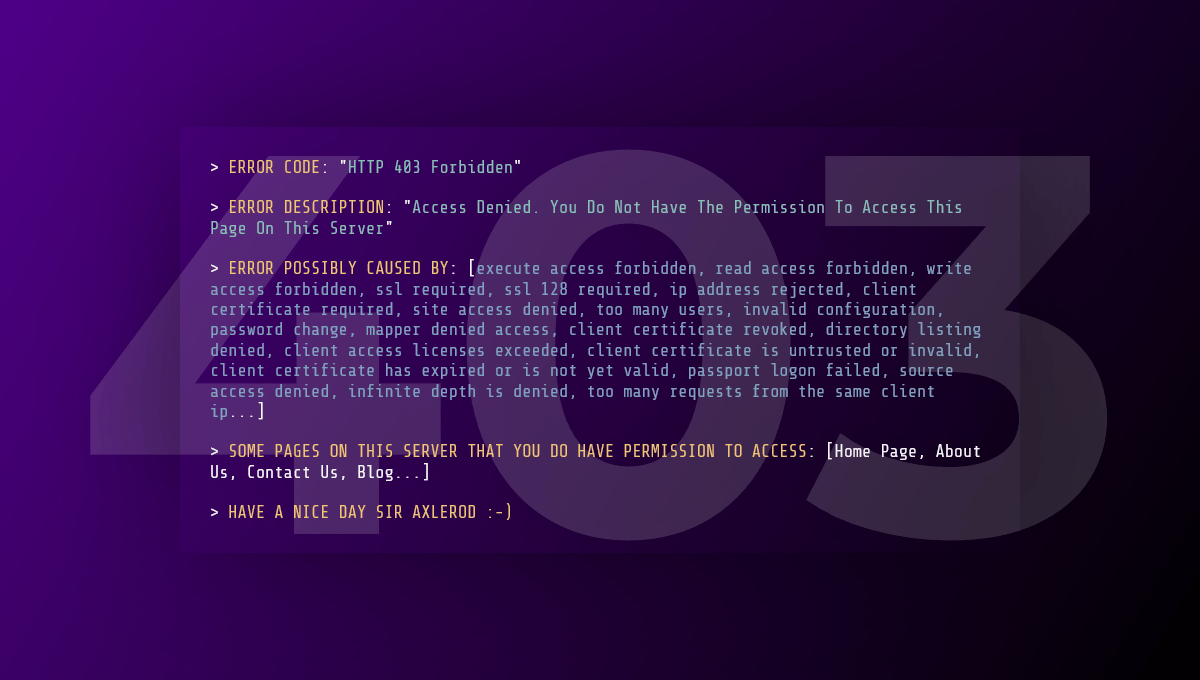 403
> ERROR CODE: "HTTP 403 Forbidden"
> ERROR DESCRIPTION: "Access Denied. You Do Not Have The Permission To Access This
Page On This Server"
> ERROR POSSIBLY CAUSED BY: [execute access forbidden, read access forbidden, write
access forbidden, ssl required, ssl 128 required, ip address rejected, client
certificate required, site access denied, too many users, invalid configuration,
password change, mapper denied access, client certificate revoked, directory listing
denied, client access licenses exceeded, client certificate is untrusted or invalid,
client certificate has expired or is not yet valid, passport logon failed, source
access denied, infinite depth is denied, too many requests from the same client
ip...]
> SOME PAGES ON THIS SERVER THAT YOU DO HAVE PERMISSION TO ACCESS: [Home Page, About
Us, Contact Us, Blog...]
> HAVE A NICE DAY SIR AXLEROD :-)